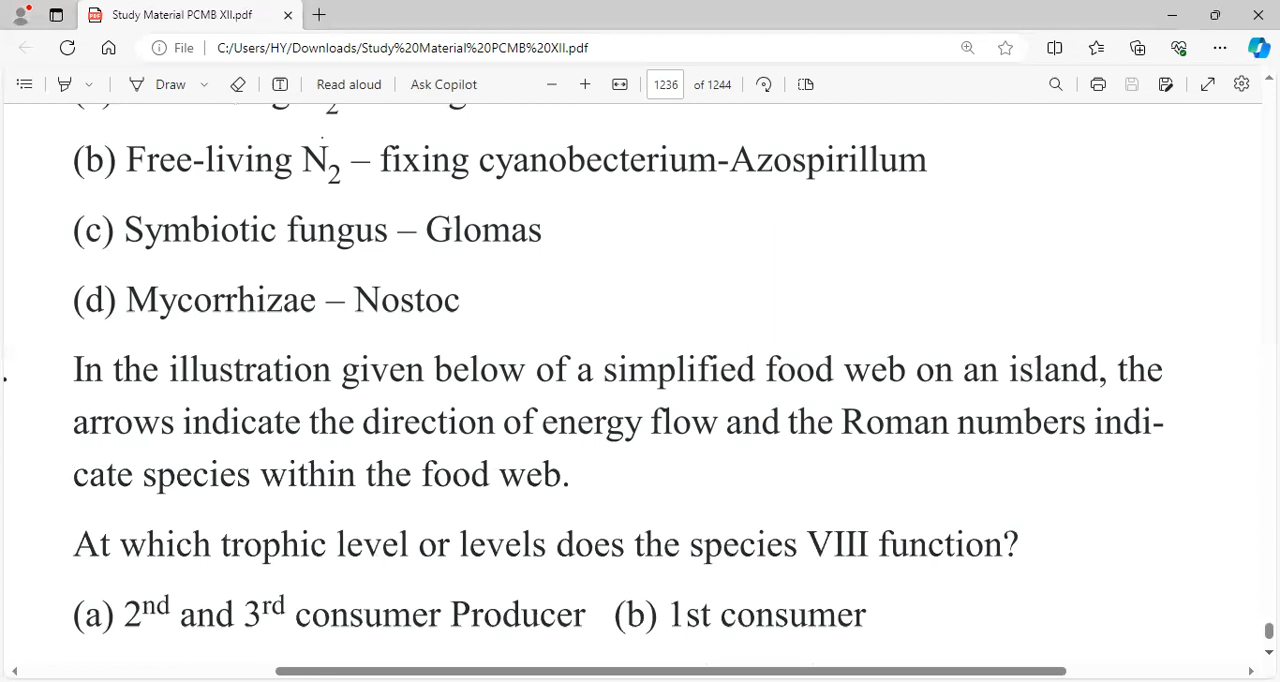 Study Material PCMB XII.pdf
File C:/Users/HY/Downloads/Study%20Material%20PCMB%20XII.pdf
Draw Read aloud Ask Copilot 1236 of 1244
(b) Free-living N2 – fixing cyanobecterium-Azospirillum
(c) Symbiotic fungus – Glomas
(d) Mycorrhizae – Nostoc
In the illustration given below of a simplified food web on an island, the
arrows indicate the direction of energy flow and the Roman numbers indi-
cate species within the food web.
At which trophic level or levels does the species VIII function?
(a) 2nd and 3rd consumer Producer (b) 1st consumer